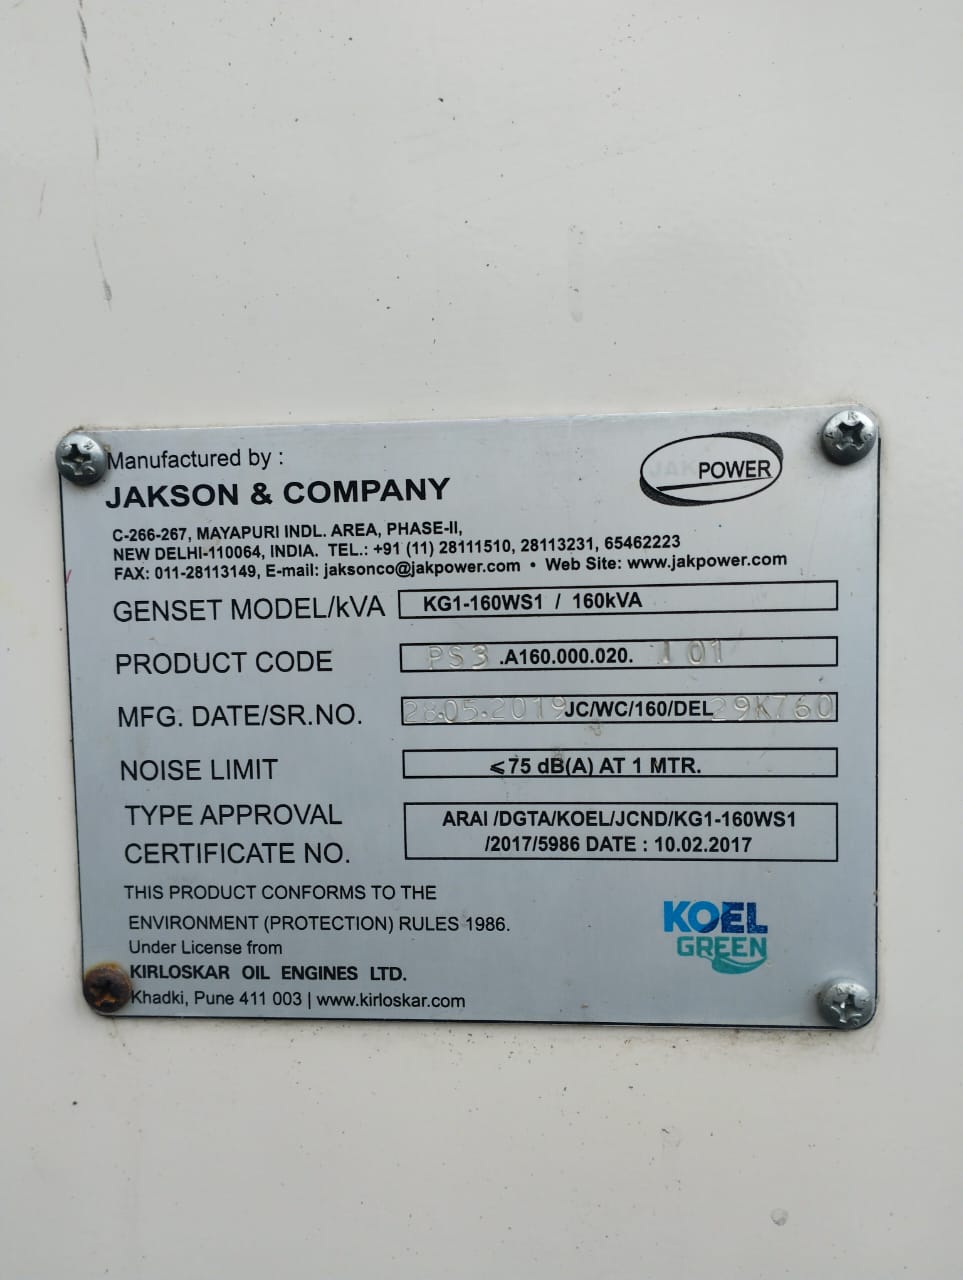 Manufactured by :
JAKSON & COMPANY
JAK POWER
C-266-267, MAYAPURI INDL. AREA, PHASE-II,
NEW DELHI-110064, INDIA. TEL.: +91 (11) 28111510, 28113231, 65462223
FAX: 011-28113149, E-mail: jaksonco@jakpower.com • Web Site: www.jakpower.com
GENSET MODEL/kVA KG1-160WS1 / 160kVA
PRODUCT CODE PS3 .A160.000.020. 101
MFG. DATE/SR.NO. 28.05.2019 JC/WC/160/DEL 29K760
NOISE LIMIT ⩽75 dB(A) AT 1 MTR.
TYPE APPROVAL ARAI /DGTA/KOEL/JCND/KG1-160WS1
CERTIFICATE NO. /2017/5986 DATE : 10.02.2017
THIS PRODUCT CONFORMS TO THE
ENVIRONMENT (PROTECTION) RULES 1986.
Under License from
KIRLOSKAR OIL ENGINES LTD.
Khadki, Pune 411 003 | www.kirloskar.com
KOEL
GREEN